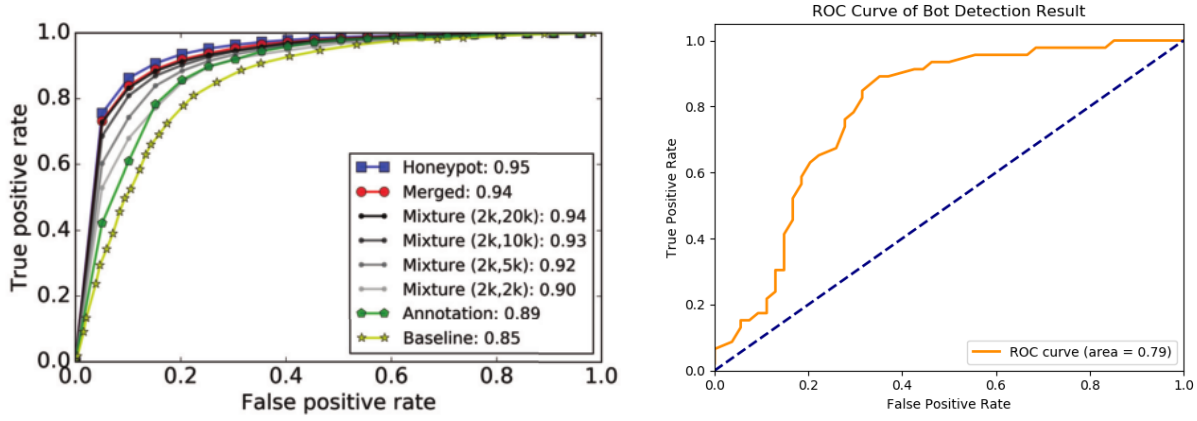 1.0
0.8
0.6
0.4
0.2
0.0
True positive rate
Honeypot: 0.95
Merged: 0.94
Mixture (2k,20k): 0.94
Mixture (2k,10k): 0.93
Mixture (2k,5k): 0.92
Mixture (2k,2k): 0.90
Annotation: 0.89
Baseline: 0.85
0.0 0.2 0.4 0.6 0.8 1.0
False positive rate
ROC Curve of Bot Detection Result
1.0
0.8
0.6
0.4
0.2
0.0
True Positive Rate
ROC curve (area = 0.79)
0.0 0.2 0.4 0.6 0.8 1.0
False Positive Rate